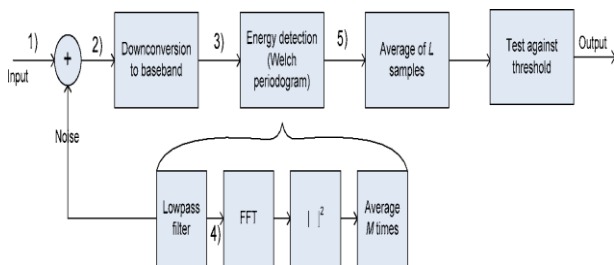 1)
2)
3)
5)
Input
+
Downconversion
to baseband
Energy detection
(Welch
periodogram)
Average of L
samples
Test against
threshold
Output
Noise
Lowpass
filter
4)
FFT
| |²
Average
M times